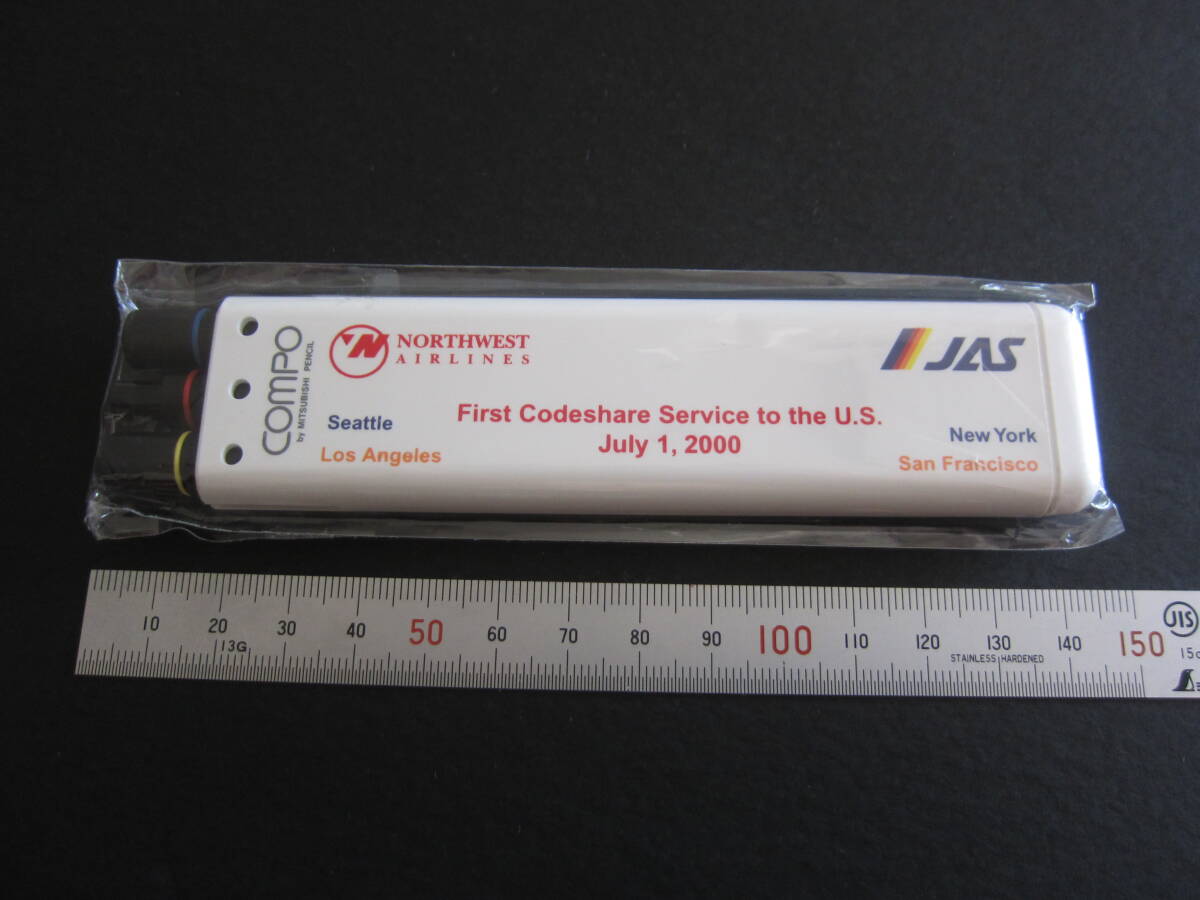 COMPO
by MITSUBISHI PENCIL
NORTHWEST
AIRLINES
JAS
First Codeshare Service to the U.S.
July 1, 2000
Seattle
Los Angeles
New York
San Francisco
10 20 30 40 50 60 70 80 90 100 110 120 130 140 150
13G
STAINLESS HARDENED
JIS